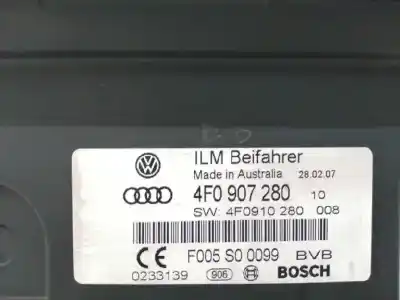 ILM Beifahrer
Made in Australia 28.02.07
4F0 907 280 10
SW: 4F0910 280 008
F005 S0 0099 BVB
0233139 906 BOSCH